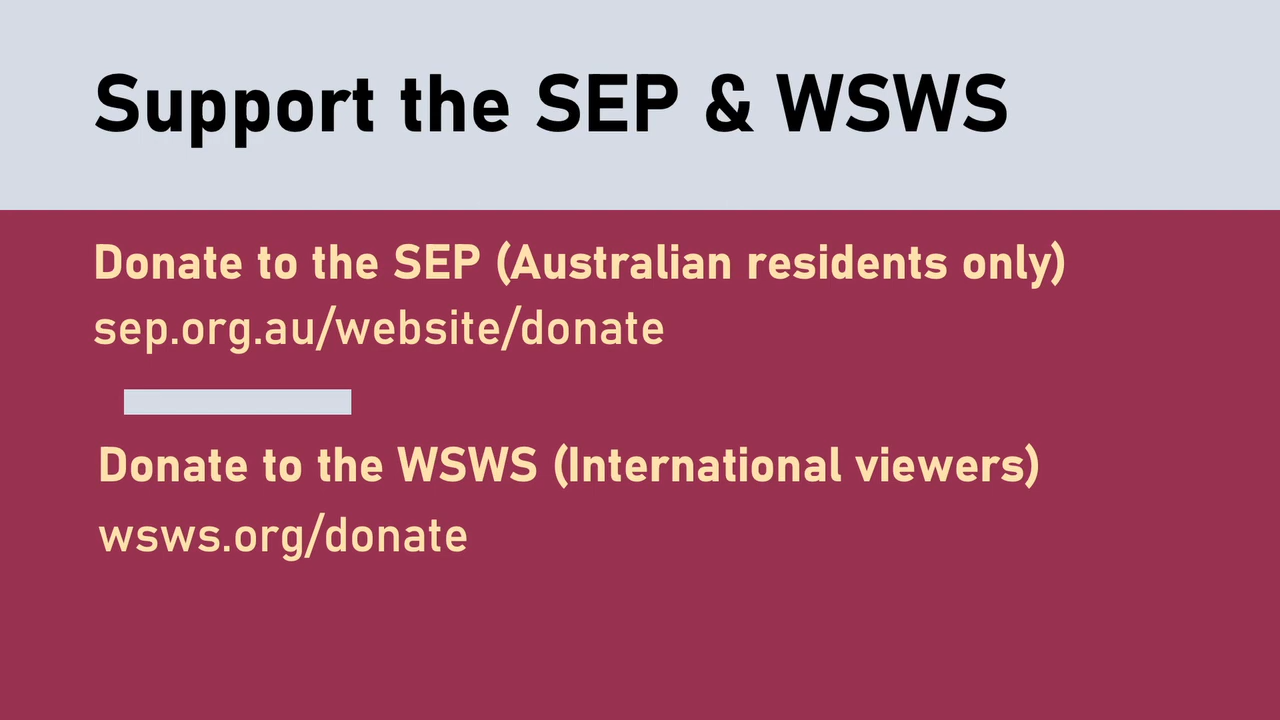 Support the SEP & WSWS
Donate to the SEP (Australian residents only)
sep.org.au/website/donate
Donate to the WSWS (International viewers)
wsws.org/donate